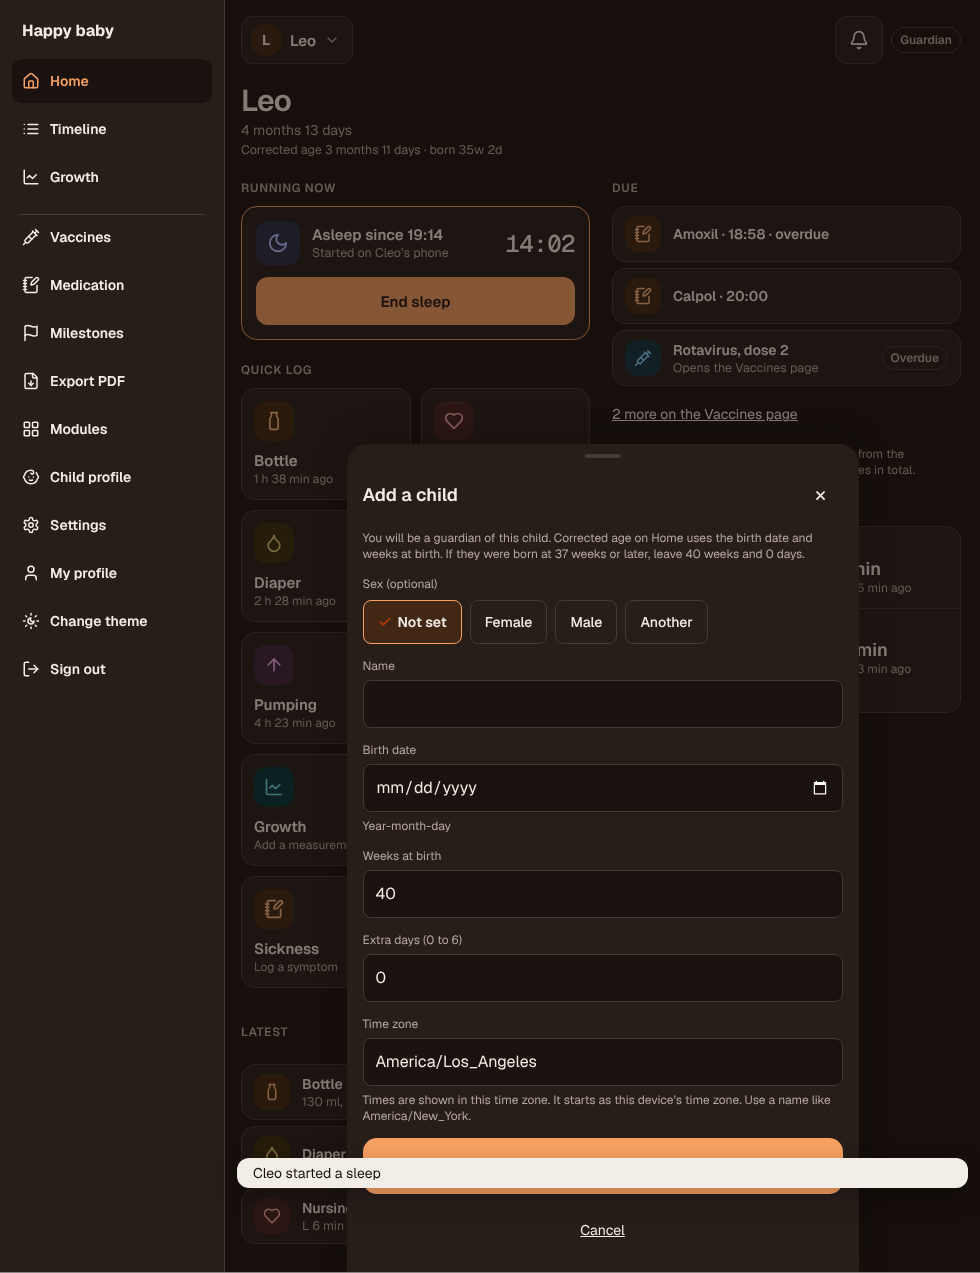 Happy baby
Home
Timeline
Growth
Vaccines
Medication
Milestones
Export PDF
Modules
Child profile
Settings
My profile
Change theme
Sign out
L Leo
Guardian
Leo
4 months 13 days
Corrected age 3 months 11 days · born 35w 2d
RUNNING NOW
Asleep since 19:14
Started on Cleo's phone
14:02
End sleep
QUICK LOG
Bottle
1 h 38 min ago
Diaper
2 h 28 min ago
Pumping
4 h 23 min ago
Growth
Add a measurem
Sickness
Log a symptom
LATEST
Bottle
130 ml,
Diaper
Nursing
L 6 min
DUE
Amoxil · 18:58 · overdue
Calpol · 20:00
Rotavirus, dose 2
Opens the Vaccines page
Overdue
2 more on the Vaccines page
from the
es in total.
min ago
min
3 min ago
Add a child
You will be a guardian of this child. Corrected age on Home uses the birth date and
weeks at birth. If they were born at 37 weeks or later, leave 40 weeks and 0 days.
Sex (optional)
Not set
Female
Male
Another
Name
Birth date
mm/dd/yyyy
Year-month-day
Weeks at birth
40
Extra days (0 to 6)
0
Time zone
America/Los_Angeles
Times are shown in this time zone. It starts as this device's time zone. Use a name like
America/New_York.
Cleo started a sleep
Cancel